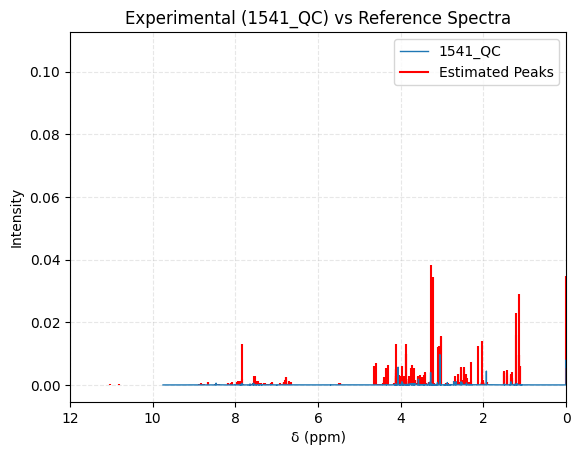 Experimental (1541_QC) vs Reference Spectra
1541_QC
Estimated Peaks
Intensity
0.10
0.08
0.06
0.04
0.02
0.00
12
10
8
6
4
2
0
δ (ppm)